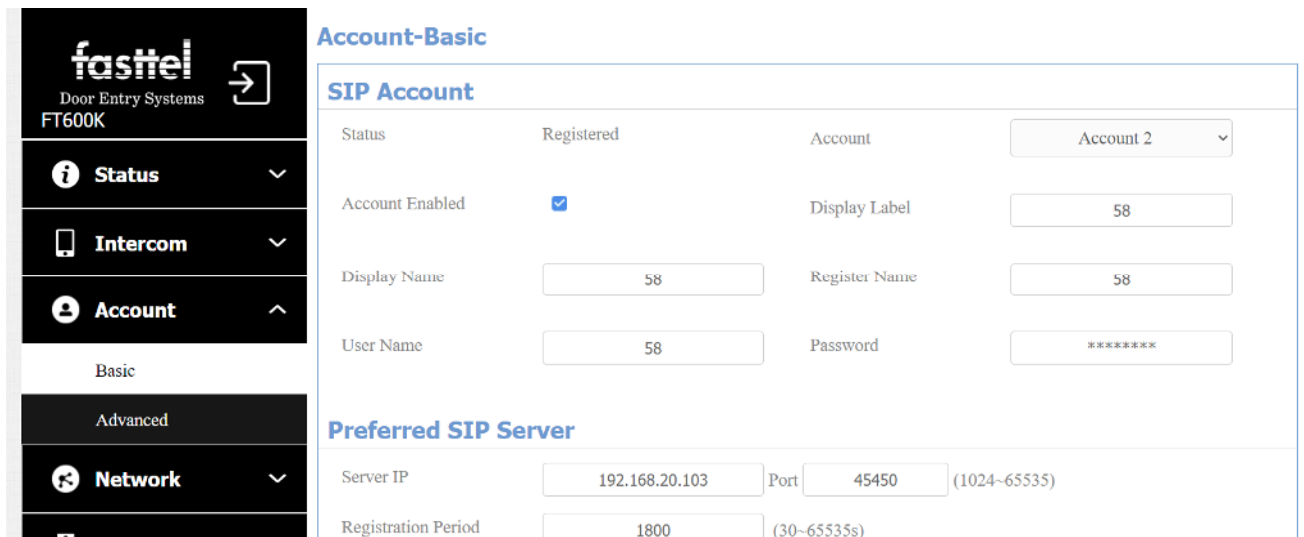 fasttel
Door Entry Systems
FT600K
Status
Intercom
Account
Basic
Advanced
Network
Account-Basic
SIP Account
Status Registered Account Account 2
Account Enabled Display Label 58
Display Name 58 Register Name 58
User Name 58 Password ********
Preferred SIP Server
Server IP 192.168.20.103 Port 45450 (1024~65535)
Registration Period 1800 (30~65535s)